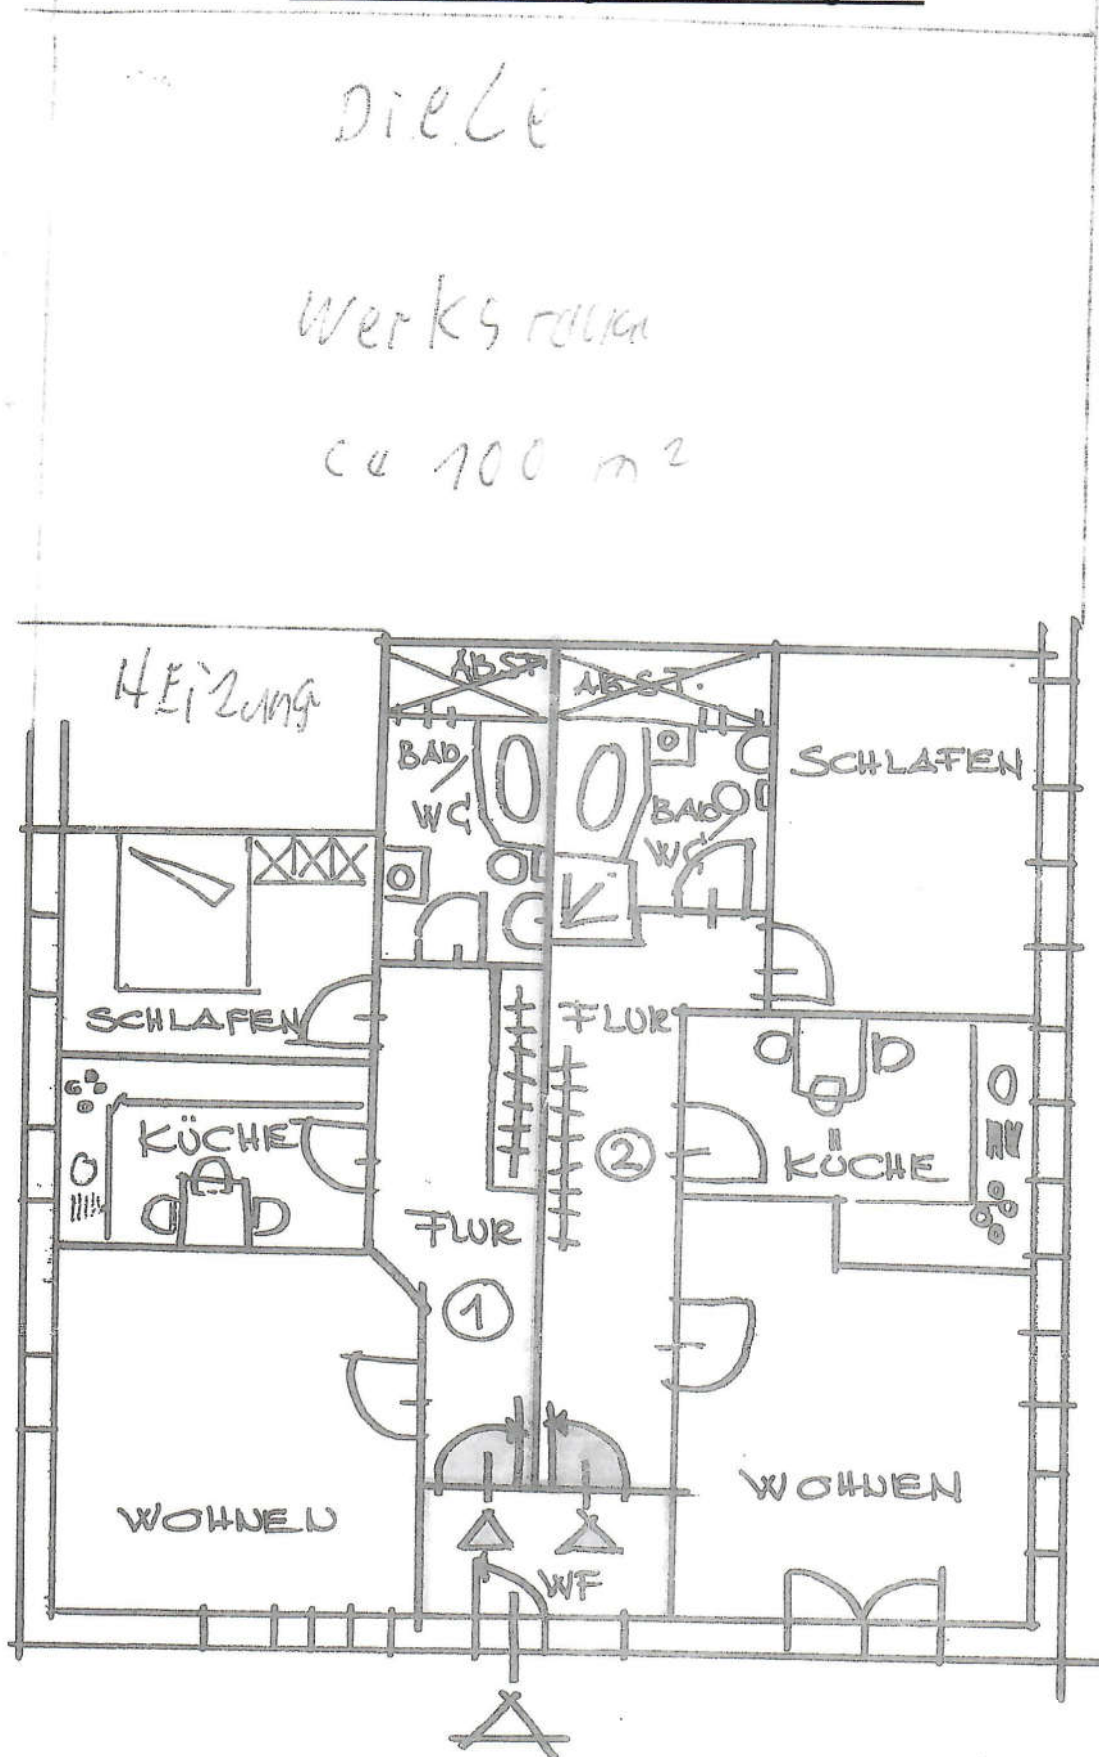 Diele
Werksraum
ca 100 m²
HEizung
ABST.
ABST.
BAD/
WC
BAD/
WC
SCHLAFEN
SCHLAFEN
FLUR
KÜCHE
2
KÜCHE
FLUR
1
WOHNEN
WOHNEN
WF